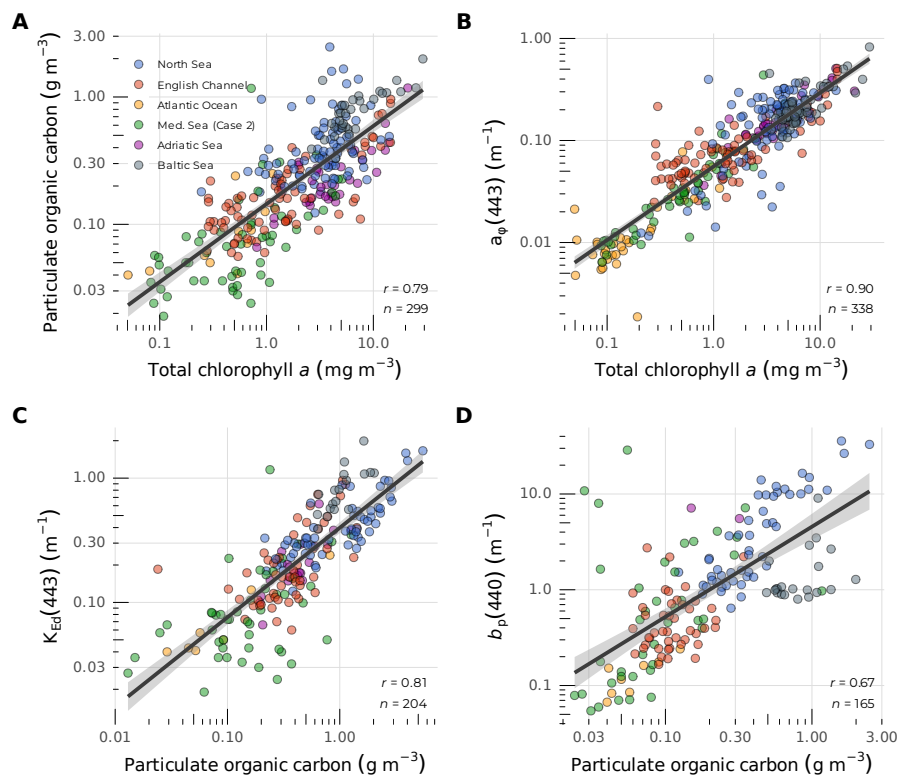 A
Particulate organic carbon (g m⁻³)
3.00
1.00
0.30
0.10
0.03
North Sea
English Channel
Atlantic Ocean
Med. Sea (Case 2)
Adriatic Sea
Baltic Sea
r = 0.79
n = 299
0.1
1.0
10.0
Total chlorophyll a (mg m⁻³)
B
aφ(443) (m⁻¹)
1.00
0.10
0.01
r = 0.90
n = 338
0.1
1.0
10.0
Total chlorophyll a (mg m⁻³)
C
K_Ed(443) (m⁻¹)
1.00
0.30
0.10
0.03
r = 0.81
n = 204
0.01
0.10
1.00
Particulate organic carbon (g m⁻³)
D
bₚ(440) (m⁻¹)
10.0
1.0
0.1
r = 0.67
n = 165
0.03
0.10
0.30
1.00
3.00
Particulate organic carbon (g m⁻³)